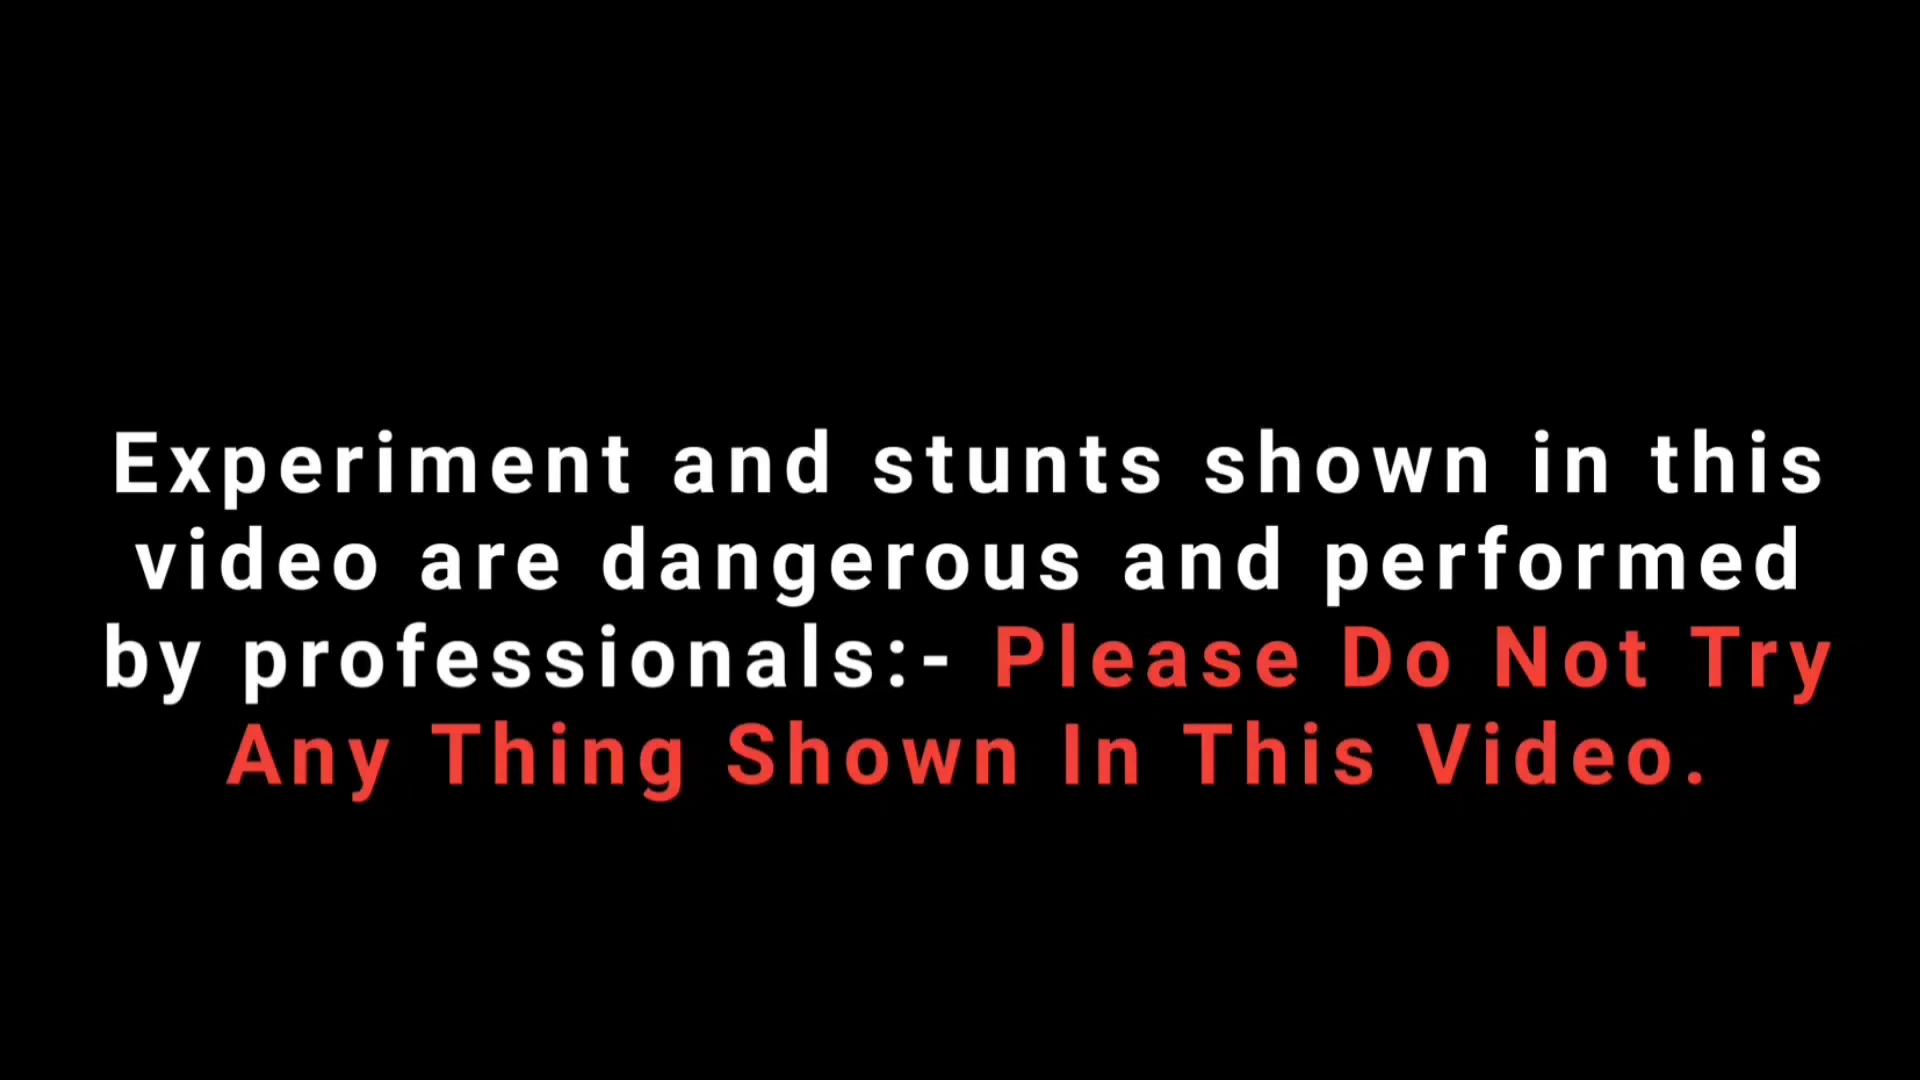 Experiment and stunts shown in this
video are dangerous and performed
by professionals:- Please Do Not Try
Any Thing Shown In This Video.